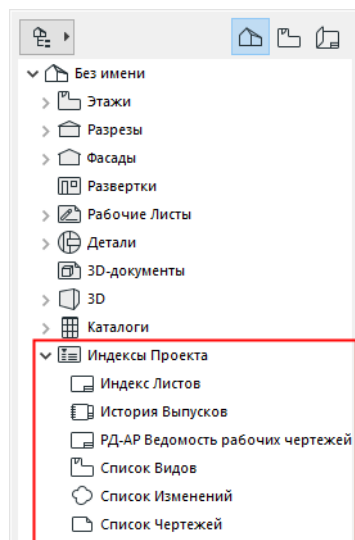 Без имени
Этажи
Разрезы
Фасады
Развертки
Рабочие Листы
Детали
3D-документы
3D
Каталоги
Индексы Проекта
Индекс Листов
История Выпусков
РД-АР Ведомость рабочих чертежей
Список Видов
Список Изменений
Список Чертежей